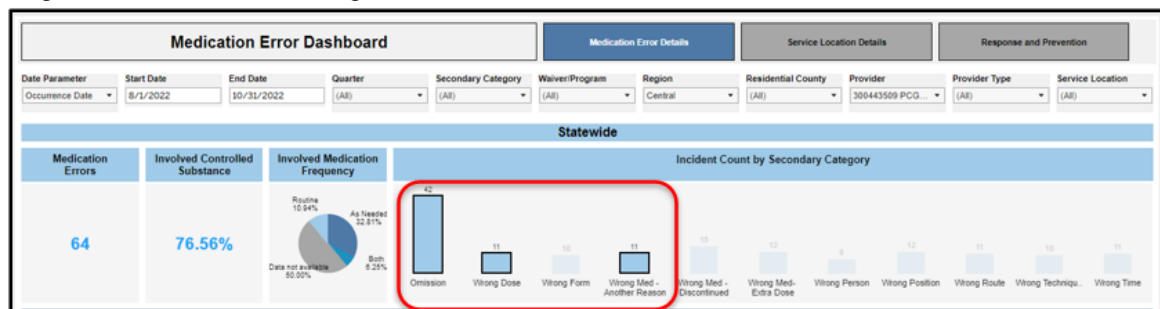 Medication Error Dashboard
Medication Error Details
Service Location Details
Response and Prevention
Date Parameter
Start Date
End Date
Quarter
Secondary Category
Waiver/Program
Region
Residential County
Provider
Provider Type
Service Location
Occurrence Date
8/1/2022
10/31/2022
(All)
(All)
(All)
Central
(All)
300443509 PCG...
(All)
(All)
Statewide
Medication
Errors
Involved Controlled
Substance
Involved Medication
Frequency
Incident Count by Secondary Category
64
76.56%
Routine
10.94%
As Needed
32.81%
Both
6.25%
Data not available
50.00%
42
11
10
11
15
12
12
11
10
11
Omission
Wrong Dose
Wrong Form
Wrong Med -
Another Reason
Wrong Med -
Discontinued
Wrong Med-
Extra Dose
Wrong Person
Wrong Position
Wrong Route
Wrong Techniqu..
Wrong Time